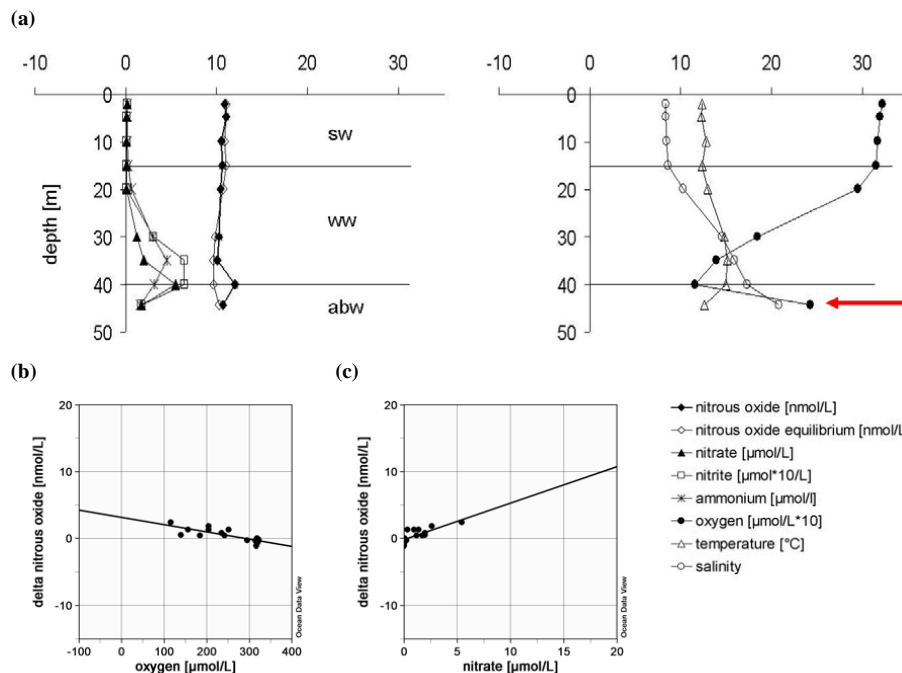 (a)
-10 0 10 20 30
-10 0 10 20 30
0
10
20
30
40
50
depth [m]
sw
ww
abw
0
10
20
30
40
50
(b)
(c)
20
10
0
-10
delta nitrous oxide [nmol/L]
-100 0 100 200 300 400
oxygen [µmol/L]
Ocean Data View
20
10
0
-10
delta nitrous oxide [nmol/L]
0 5 10 15 20
nitrate [µmol/L]
Ocean Data View
nitrous oxide [nmol/L]
nitrous oxide equilibrium [nmol/L
nitrate [µmol/L]
nitrite [µmol*10/L]
ammonium [µmol/l]
oxygen [µmol/L*10]
temperature [°C]
salinity